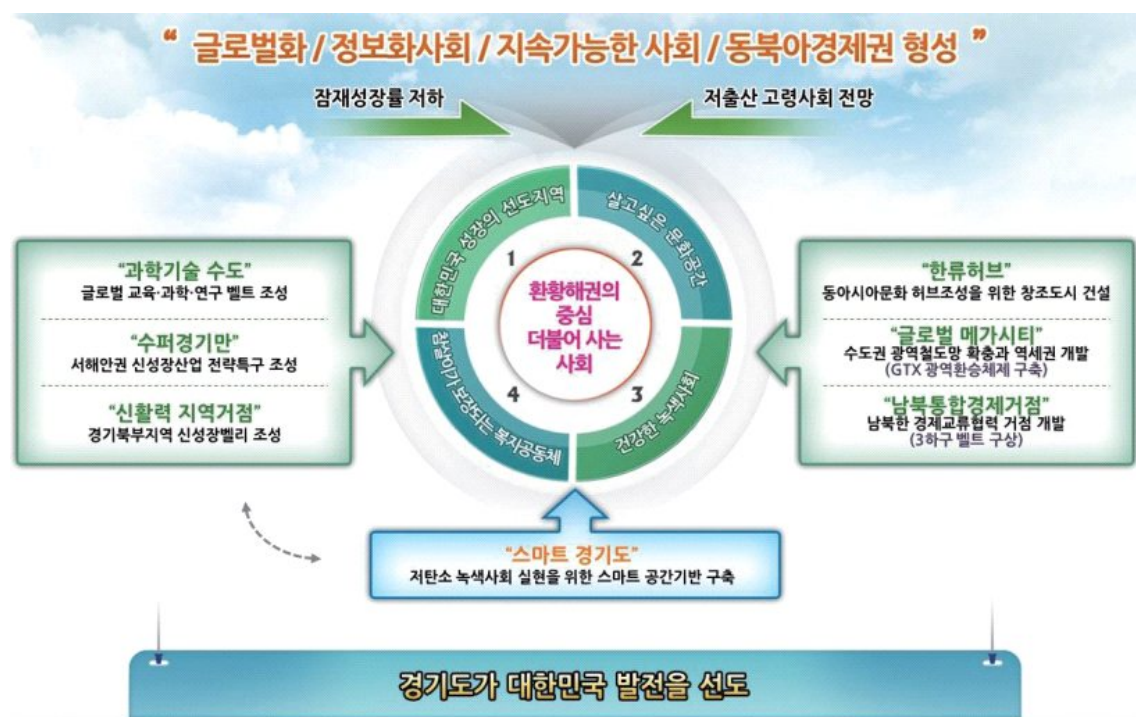 “ 글로벌화 / 정보화사회 / 지속가능한 사회 / 동북아경제권 형성 ”
잠재성장률 저하
저출산 고령사회 전망
대한민국 성장의 선도지역
살고싶은 문화공간
건강한 녹색사회
삶살이가 보장되는 복지공동체
1
2
3
4
환황해권의
중심
더불어 사는
사회
“과학기술 수도”
글로벌 교육·과학·연구 벨트 조성
“수퍼경기만”
서해안권 신성장산업 전략특구 조성
“신활력 지역거점”
경기북부지역 신성장벨리 조성
“한류허브”
동아시아문화 허브조성을 위한 창조도시 건설
“글로벌 메가시티”
수도권 광역철도망 확충과 역세권 개발
(GTX 광역환승체제 구축)
“남북통합경제거점”
남북한 경제교류협력 거점 개발
(3하구 벨트 구상)
“스마트 경기도”
저탄소 녹색사회 실현을 위한 스마트 공간기반 구축
경기도가 대한민국 발전을 선도